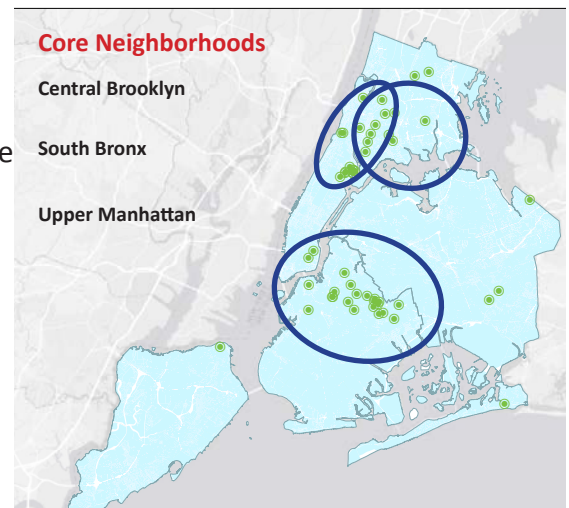 Core Neighborhoods
Central Brooklyn
e
South Bronx
Upper Manhattan